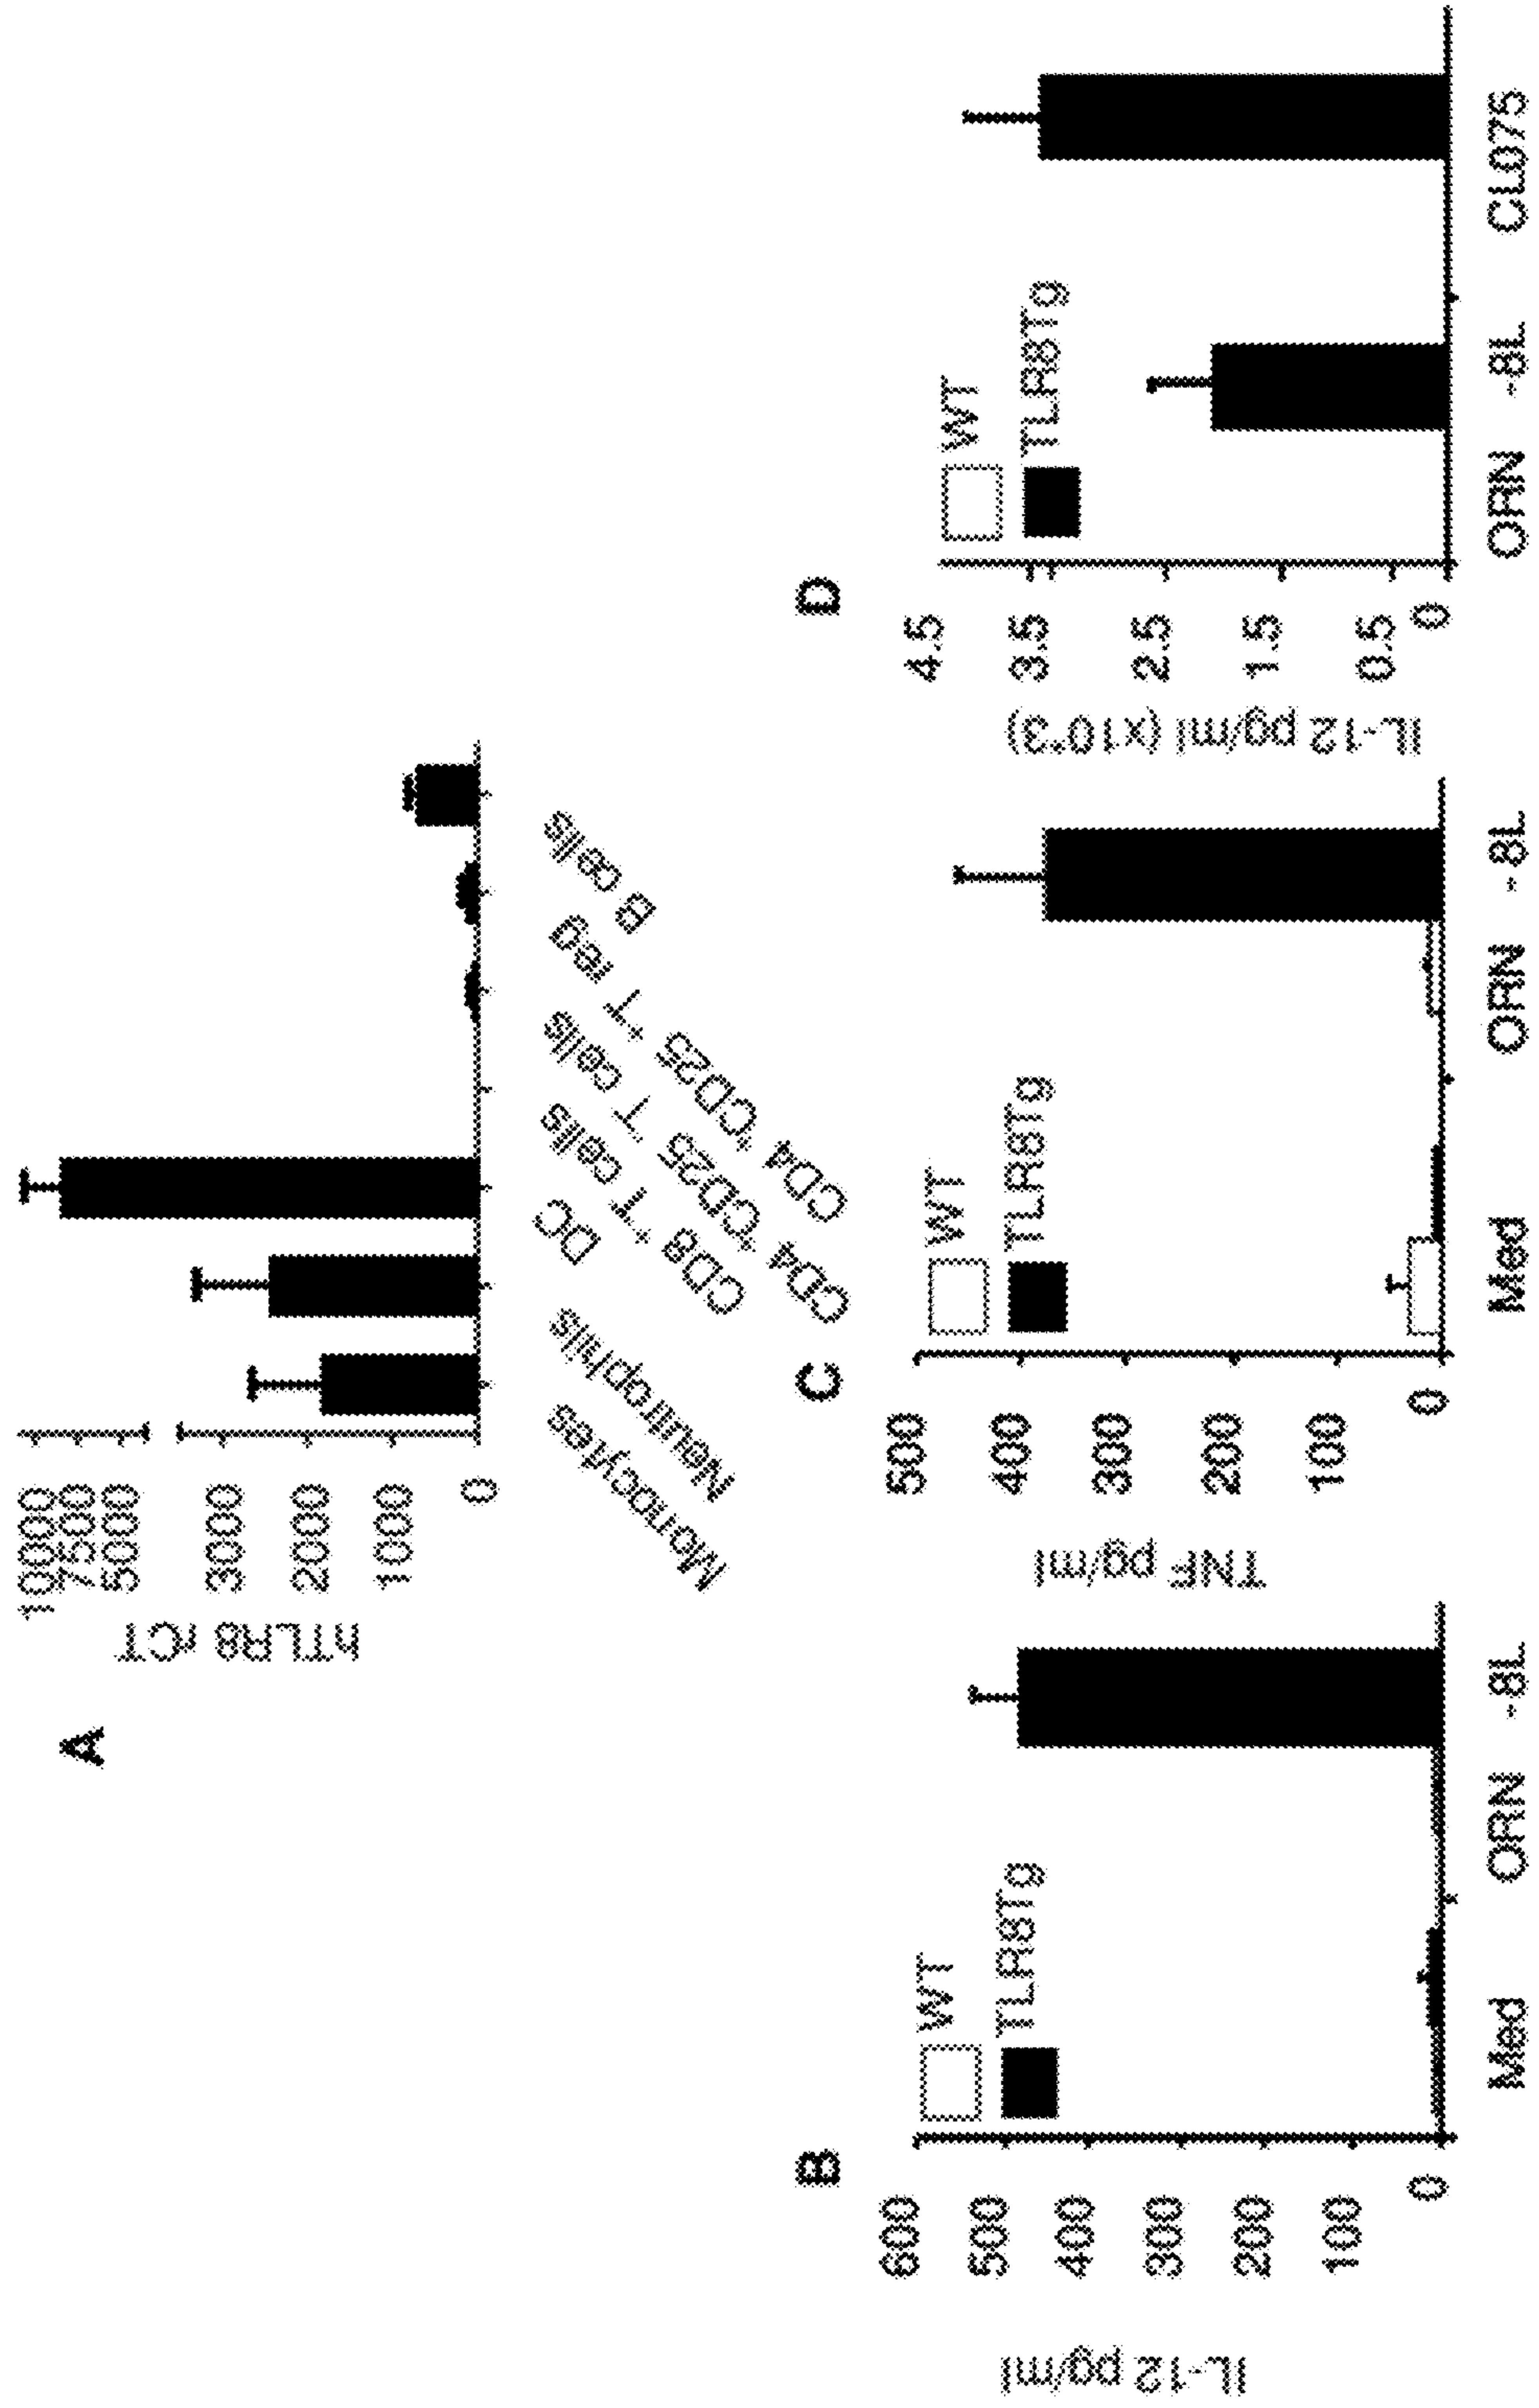 A
hTLR8 rCT
10000
7500
5000
3000
2000
1000
0
Monocytes
Neutrophils
DC
CD8 +T cells
CD4 +CD25 - T cells
CD4 +CD25 +T reg
B cells
B
IL-12 pg/ml
600
500
400
300
200
100
0
WT
TLR8Tg
Med
ORN -8L
C
TNF pg/ml
500
400
300
200
100
0
WT
TLR8Tg
Med
ORN - 8L
D
IL-12 pg/ml (x10^3)
4.5
3.5
2.5
1.5
0.5
0
WT
TLR8Tg
ORN -8L
CL075